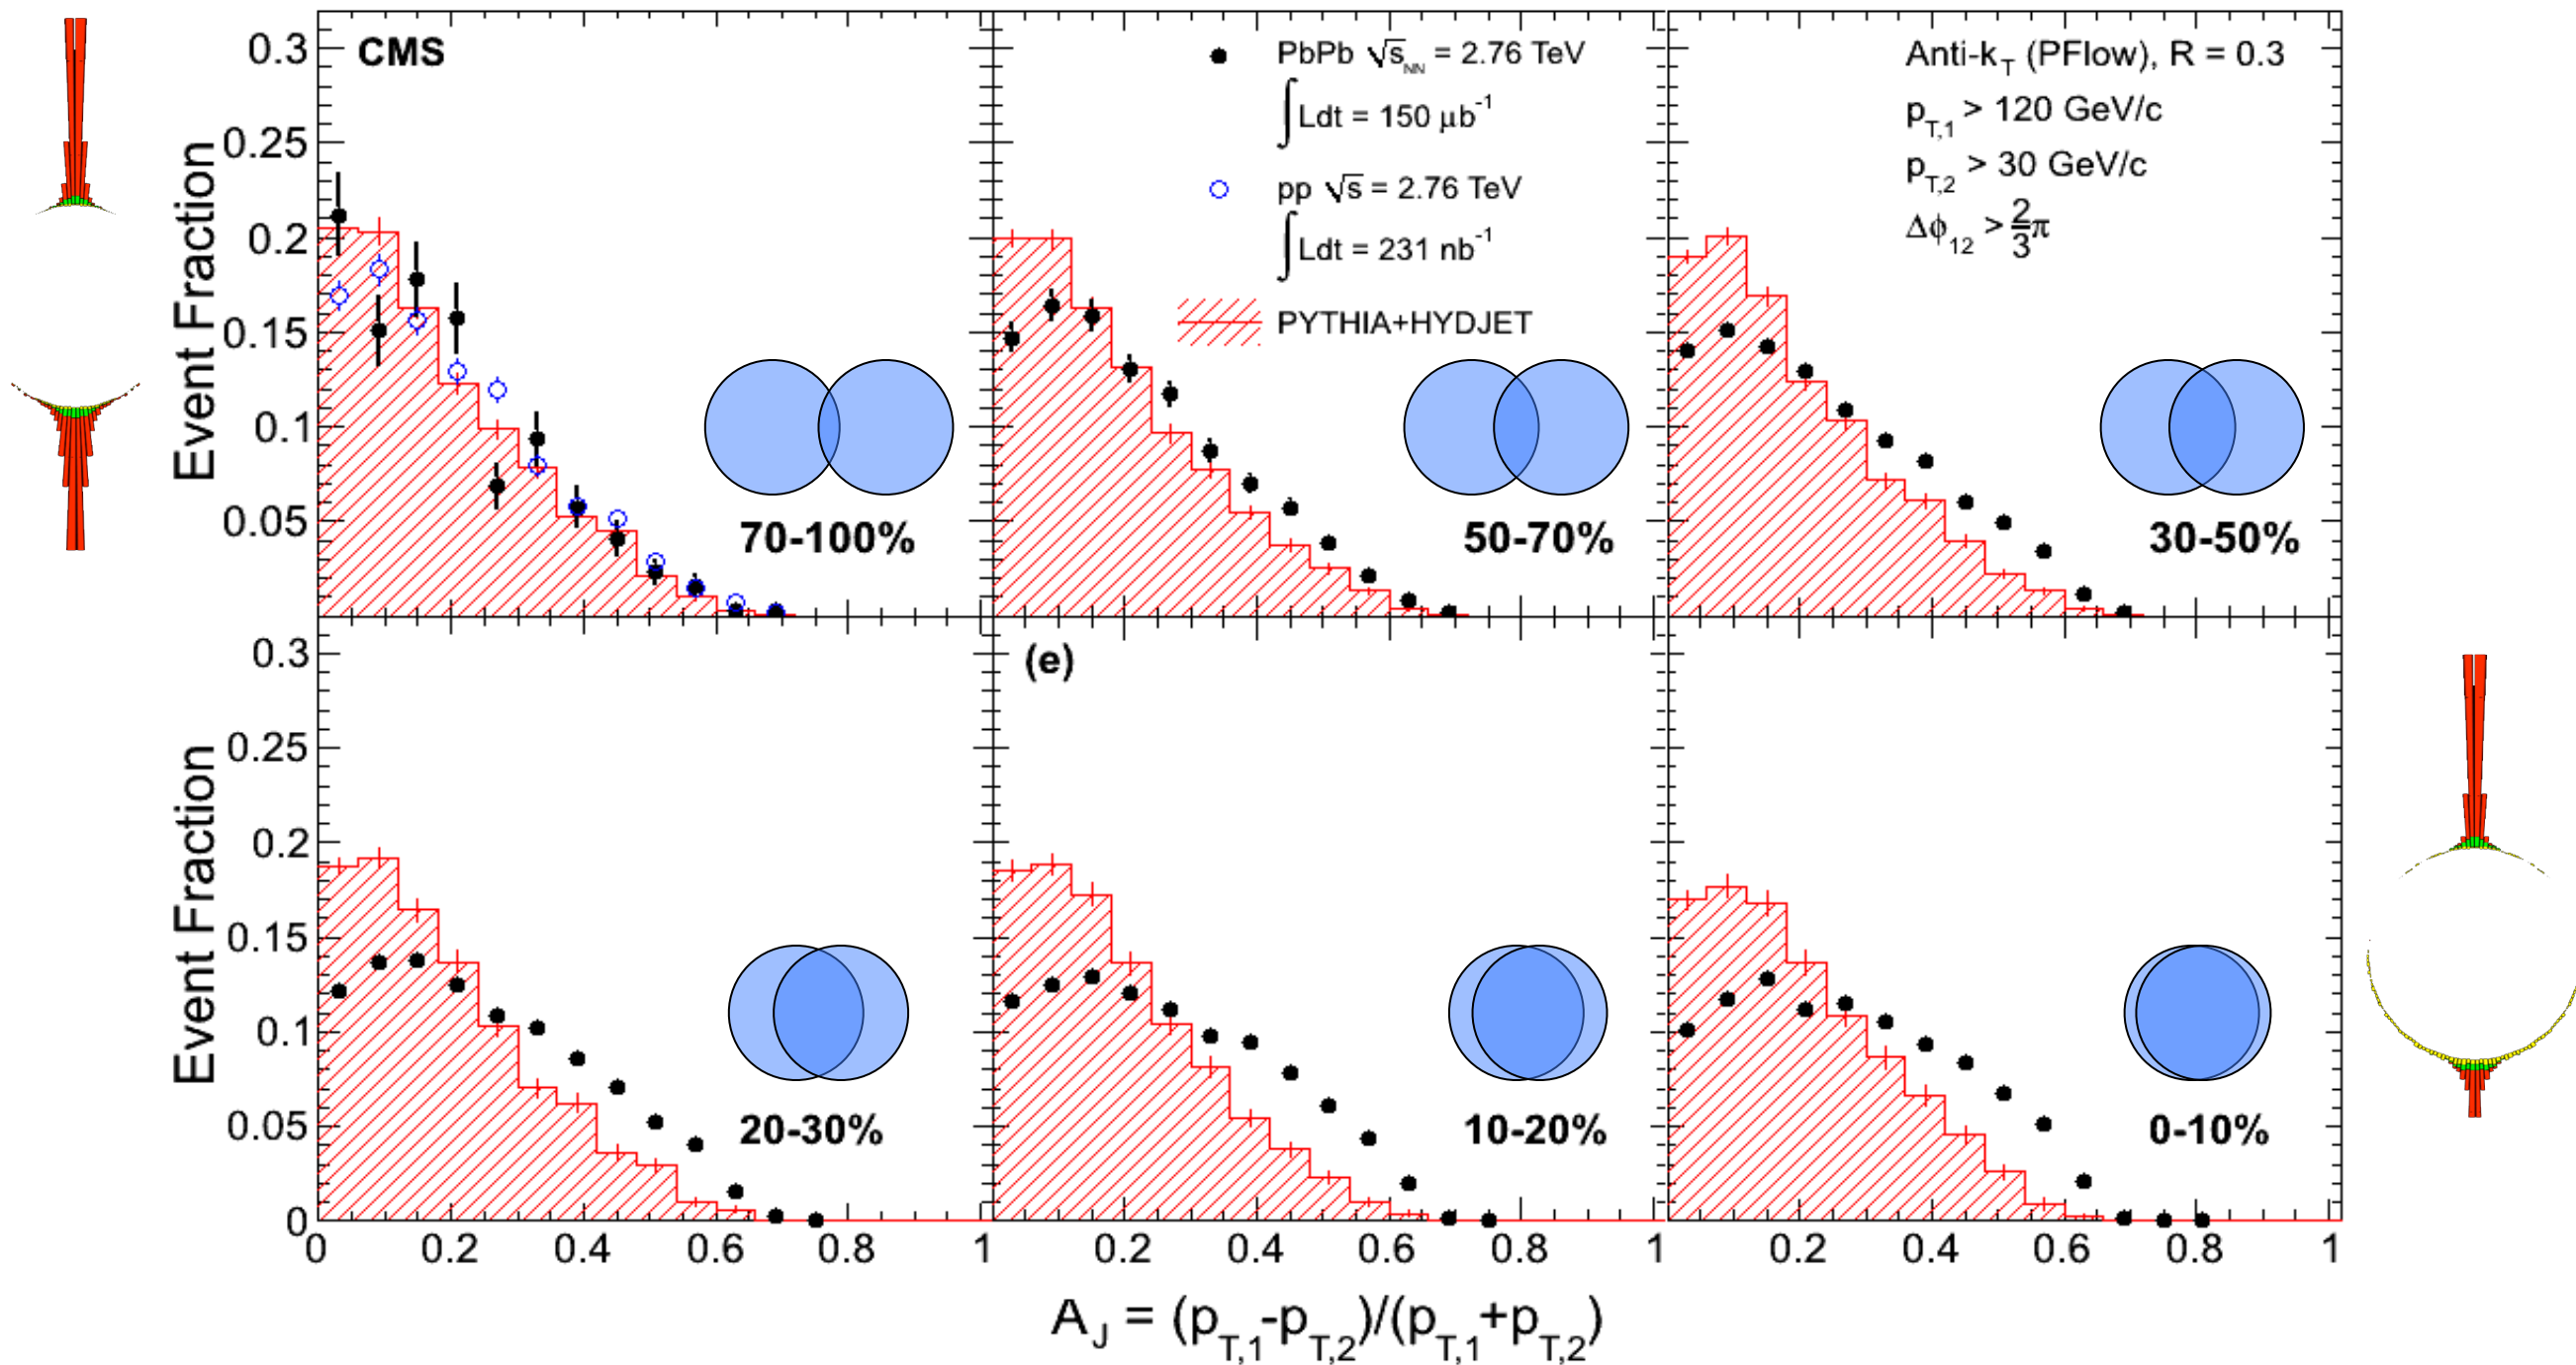 CMS
PbPb √s_NN = 2.76 TeV
∫Ldt = 150 μb⁻¹
pp √s = 2.76 TeV
∫Ldt = 231 nb⁻¹
PYTHIA+HYDJET
Anti-k_T (PFlow), R = 0.3
p_T,1 > 120 GeV/c
p_T,2 > 30 GeV/c
Δϕ_12 > 2/3 π
Event Fraction
0.3
0.25
0.2
0.15
0.1
0.05
70-100%
50-70%
30-50%
(e)
Event Fraction
0.3
0.25
0.2
0.15
0.1
0.05
0
20-30%
10-20%
0-10%
0 0.2 0.4 0.6 0.8 1 0.2 0.4 0.6 0.8 1 0.2 0.4 0.6 0.8 1
A_J = (p_T,1-p_T,2)/(p_T,1+p_T,2)